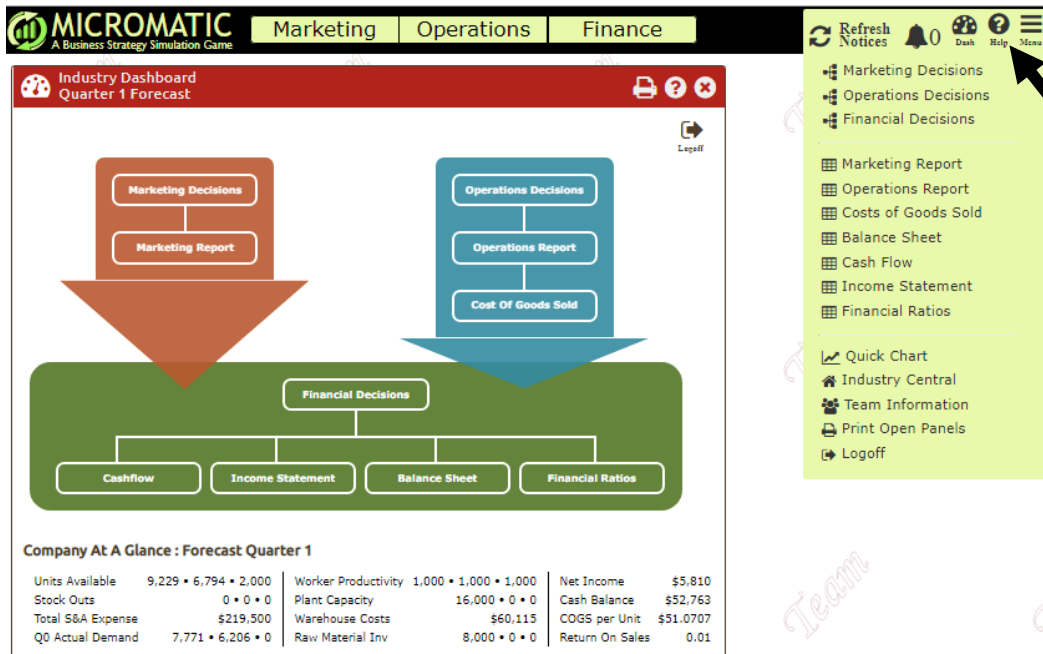 MICROMATIC
A Business Strategy Simulation Game
Marketing
Operations
Finance
Refresh
Notices
0
Dash
Help
Menu
Industry Dashboard
Quarter 1 Forecast
Logoff
Marketing Decisions
Marketing Report
Operations Decisions
Operations Report
Cost Of Goods Sold
Financial Decisions
Cashflow
Income Statement
Balance Sheet
Financial Ratios
Company At A Glance : Forecast Quarter 1
Units Available 9,229 • 6,794 • 2,000 Worker Productivity 1,000 • 1,000 • 1,000 Net Income $5,810
Stock Outs 0 • 0 • 0 Plant Capacity 16,000 • 0 • 0 Cash Balance $52,763
Total S&A Expense $219,500 Warehouse Costs $60,115 COGS per Unit $51.0707
Q0 Actual Demand 7,771 • 6,206 • 0 Raw Material Inv 8,000 • 0 • 0 Return On Sales 0.01
Marketing Decisions
Operations Decisions
Financial Decisions
Marketing Report
Operations Report
Costs of Goods Sold
Balance Sheet
Cash Flow
Income Statement
Financial Ratios
Quick Chart
Industry Central
Team Information
Print Open Panels
Logoff
Team